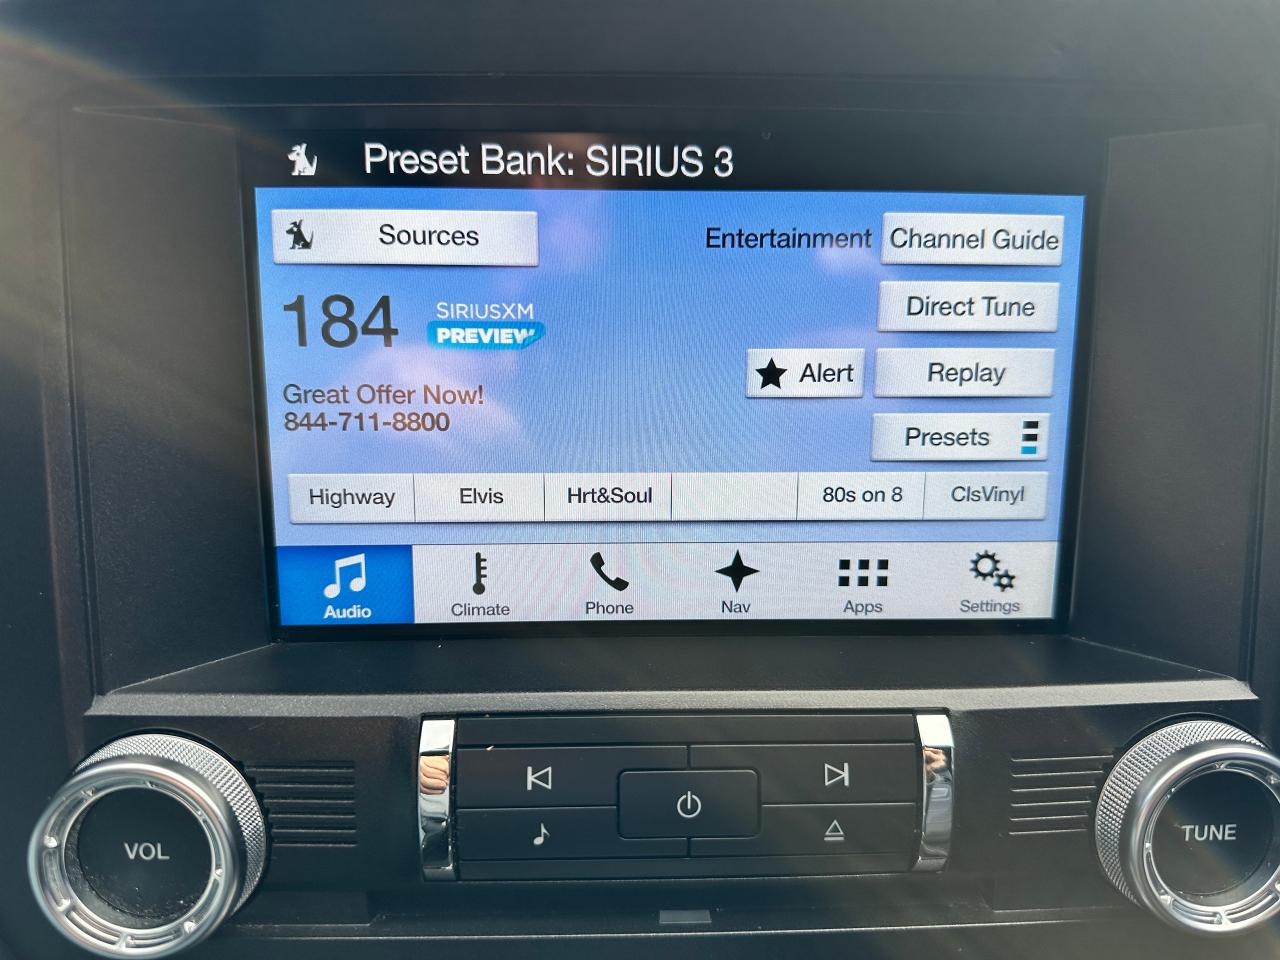 Preset Bank: SIRIUS 3
Sources
Entertainment
Channel Guide
184
SIRIUSXM
PREVIEW
Direct Tune
Alert
Replay
Great Offer Now!
844-711-8800
Presets
Highway
Elvis
Hrt&Soul
80s on 8
ClsVinyl
Audio
Climate
Phone
Nav
Apps
Settings
VOL
TUNE